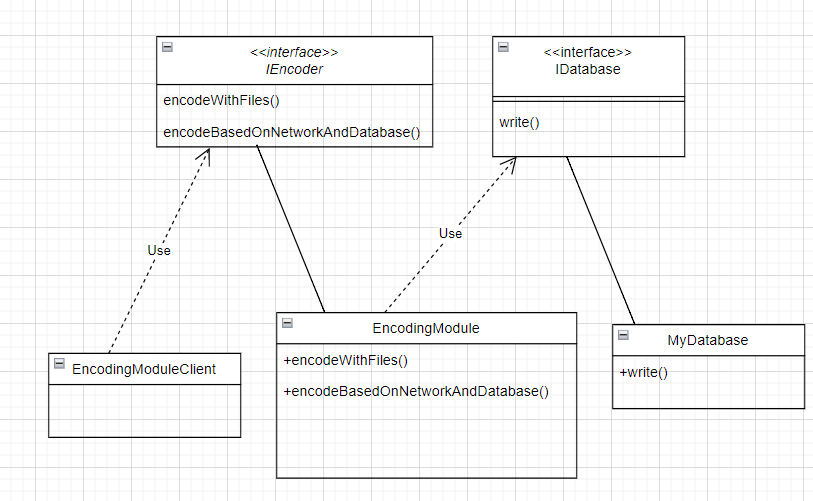 <<interface>>
IEncoder
encodeWithFiles()
encodeBasedOnNetworkAndDatabase()
<<interface>>
IDatabase
write()
Use
Use
EncodingModuleClient
EncodingModule
+encodeWithFiles()
+encodeBasedOnNetworkAndDatabase()
MyDatabase
+write()